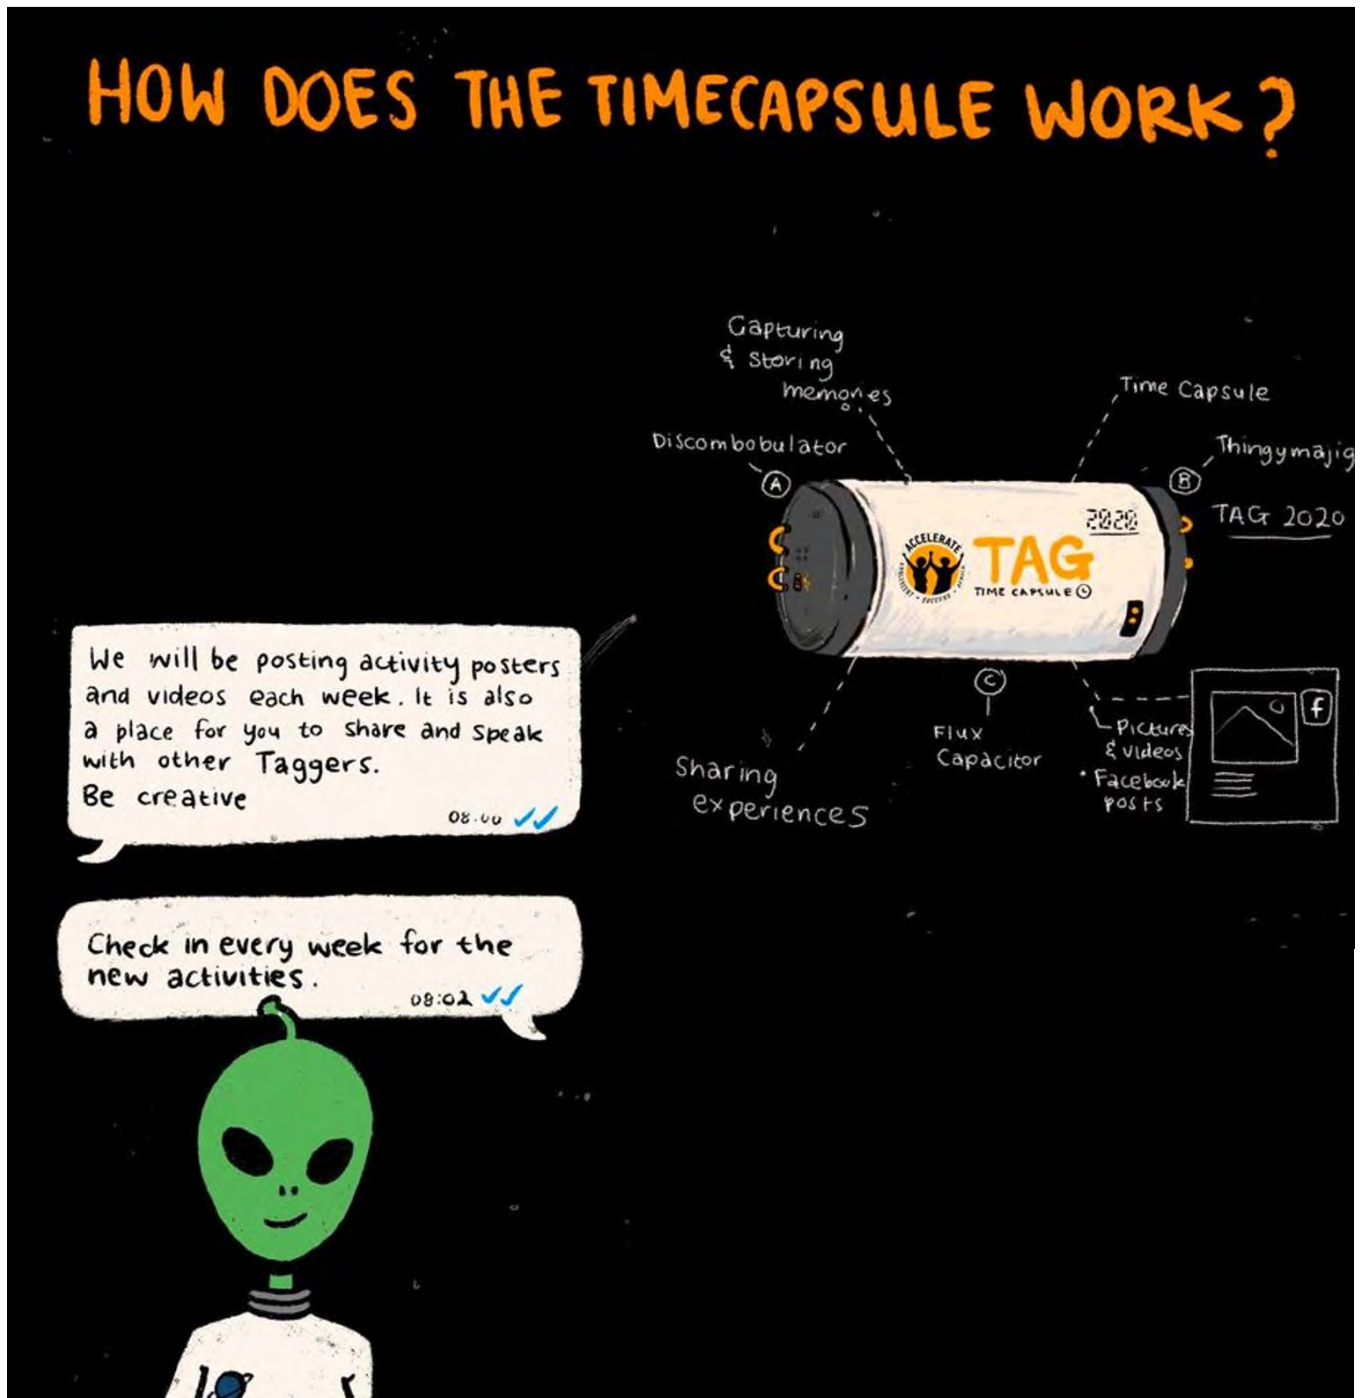 HOW DOES THE TIMECAPSULE WORK?
Capturing
& Storing
memories
Time Capsule
Discombobulator
Thingymajig
A
B
2020
TAG 2020
ACCELERATE
TAG
TIME CAPSULE
C
Flux
Capacitor
Pictures
& videos
• Facebook
posts
f
Sharing
experiences
We will be posting activity posters
and videos each week. It is also
a place for you to share and speak
with other Taggers.
Be creative
Check in every week for the
new activities.
08:02